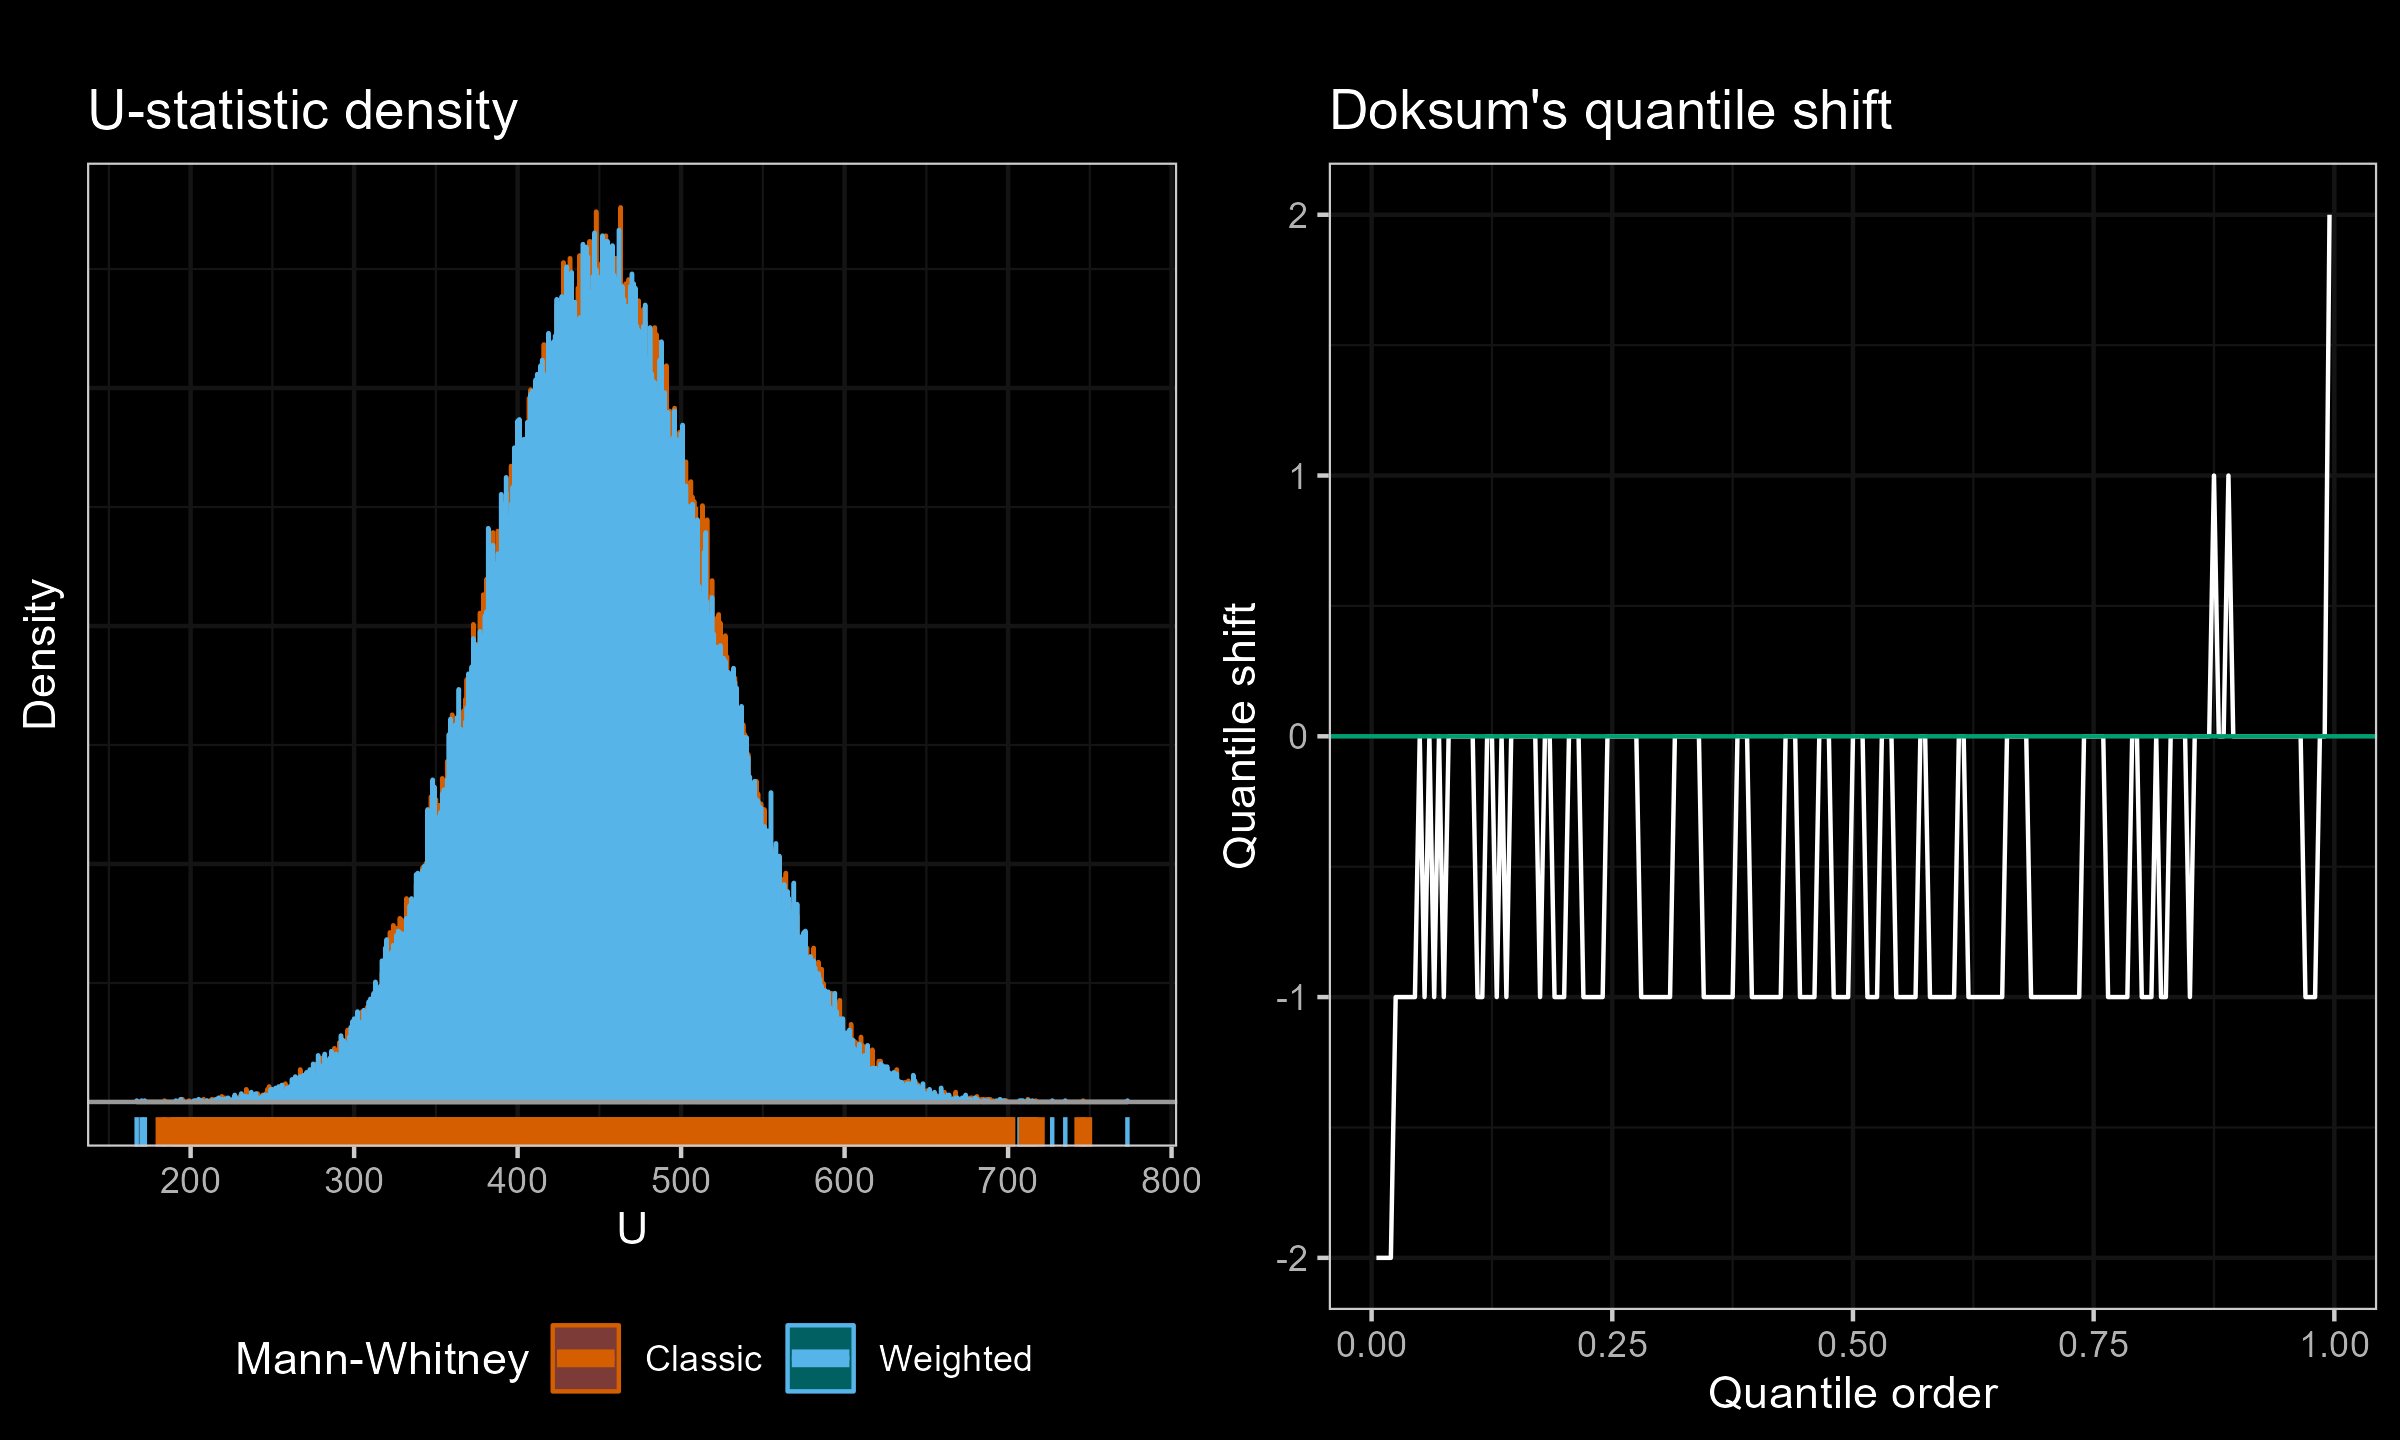 U-statistic density
Density
200 300 400 500 600 700 800
U
Mann-Whitney Classic Weighted
Doksum's quantile shift
Quantile shift
2
1
0
-1
-2
0.00 0.25 0.50 0.75 1.00
Quantile order